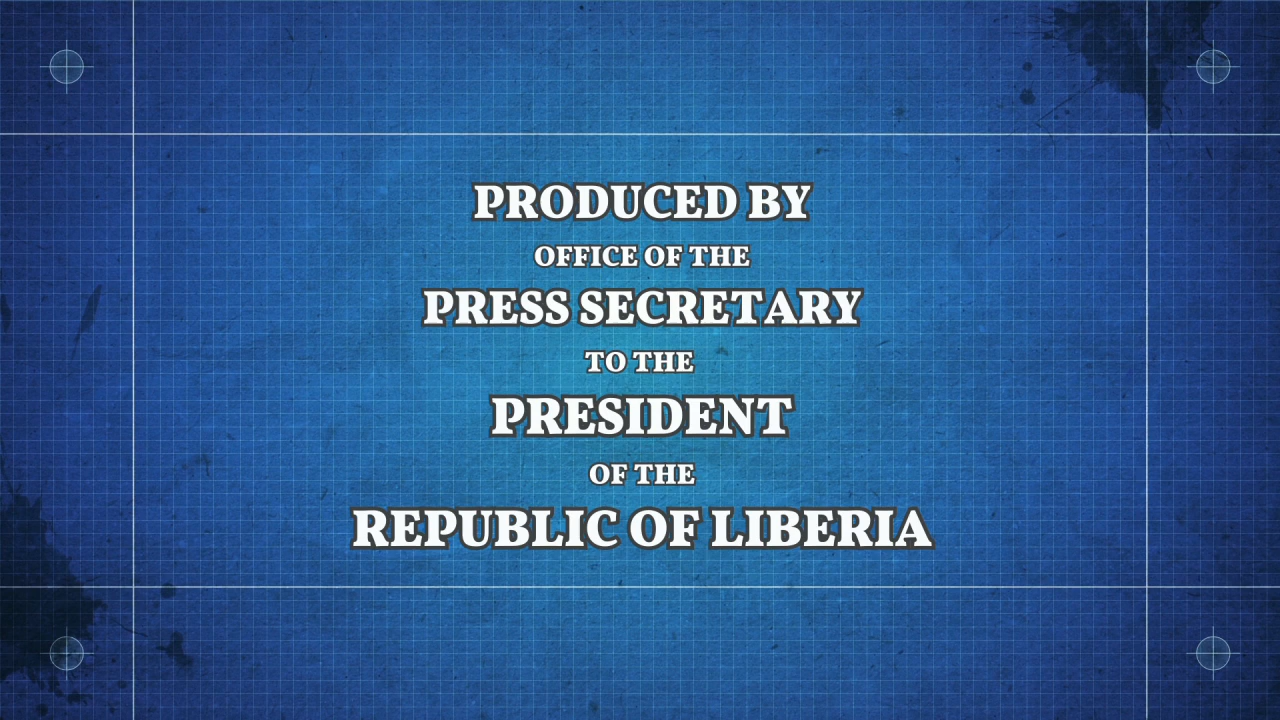 PRODUCED BY
OFFICE OF THE
PRESS SECRETARY
TO THE
PRESIDENT
OF THE
REPUBLIC OF LIBERIA